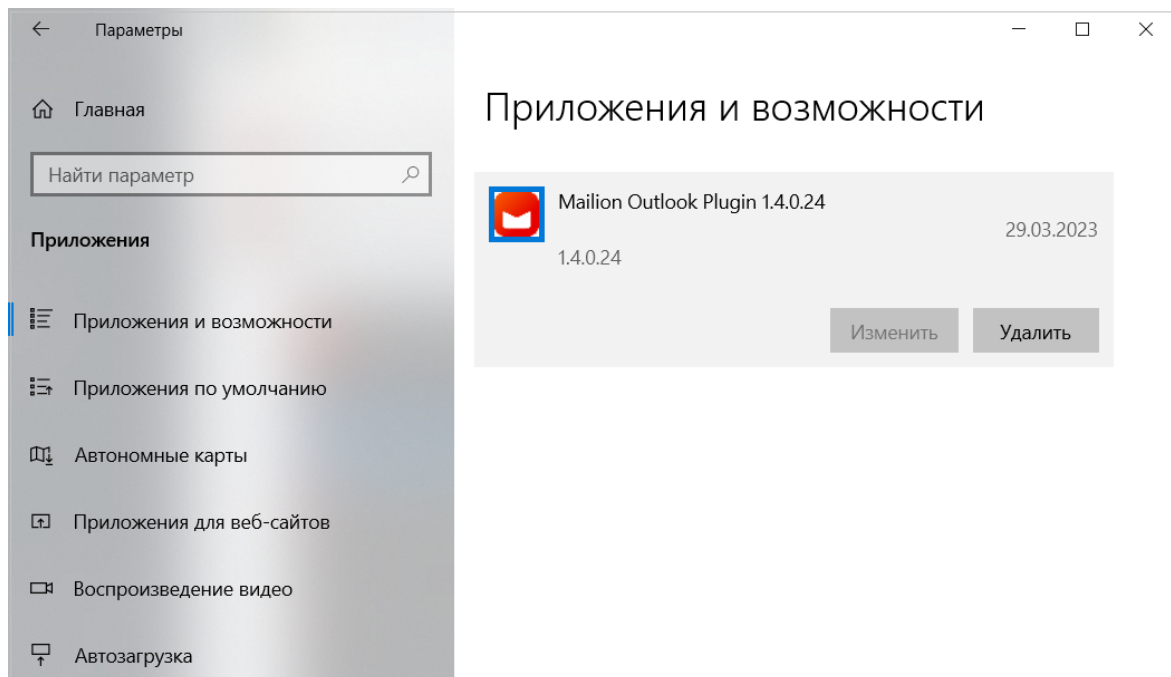 Параметры
Главная
Найти параметр
Приложения
Приложения и возможности
Приложения по умолчанию
Автономные карты
Приложения для веб-сайтов
Воспроизведение видео
Автозагрузка
Приложения и возможности
Mailion Outlook Plugin 1.4.0.24
29.03.2023
1.4.0.24
Изменить
Удалить